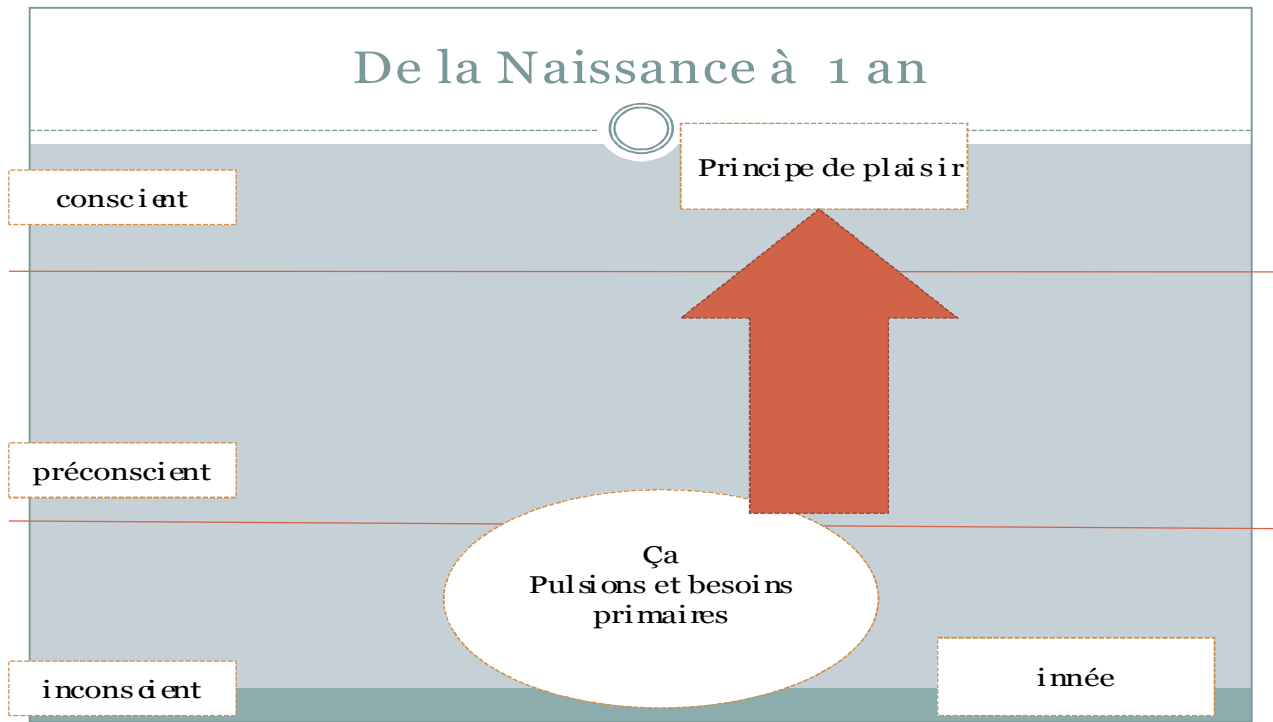 De la Naissance à 1 an
Principe de plaisir
conscient
préconscient
Ça
Pulsions et besoins
primaires
inconscient
innée